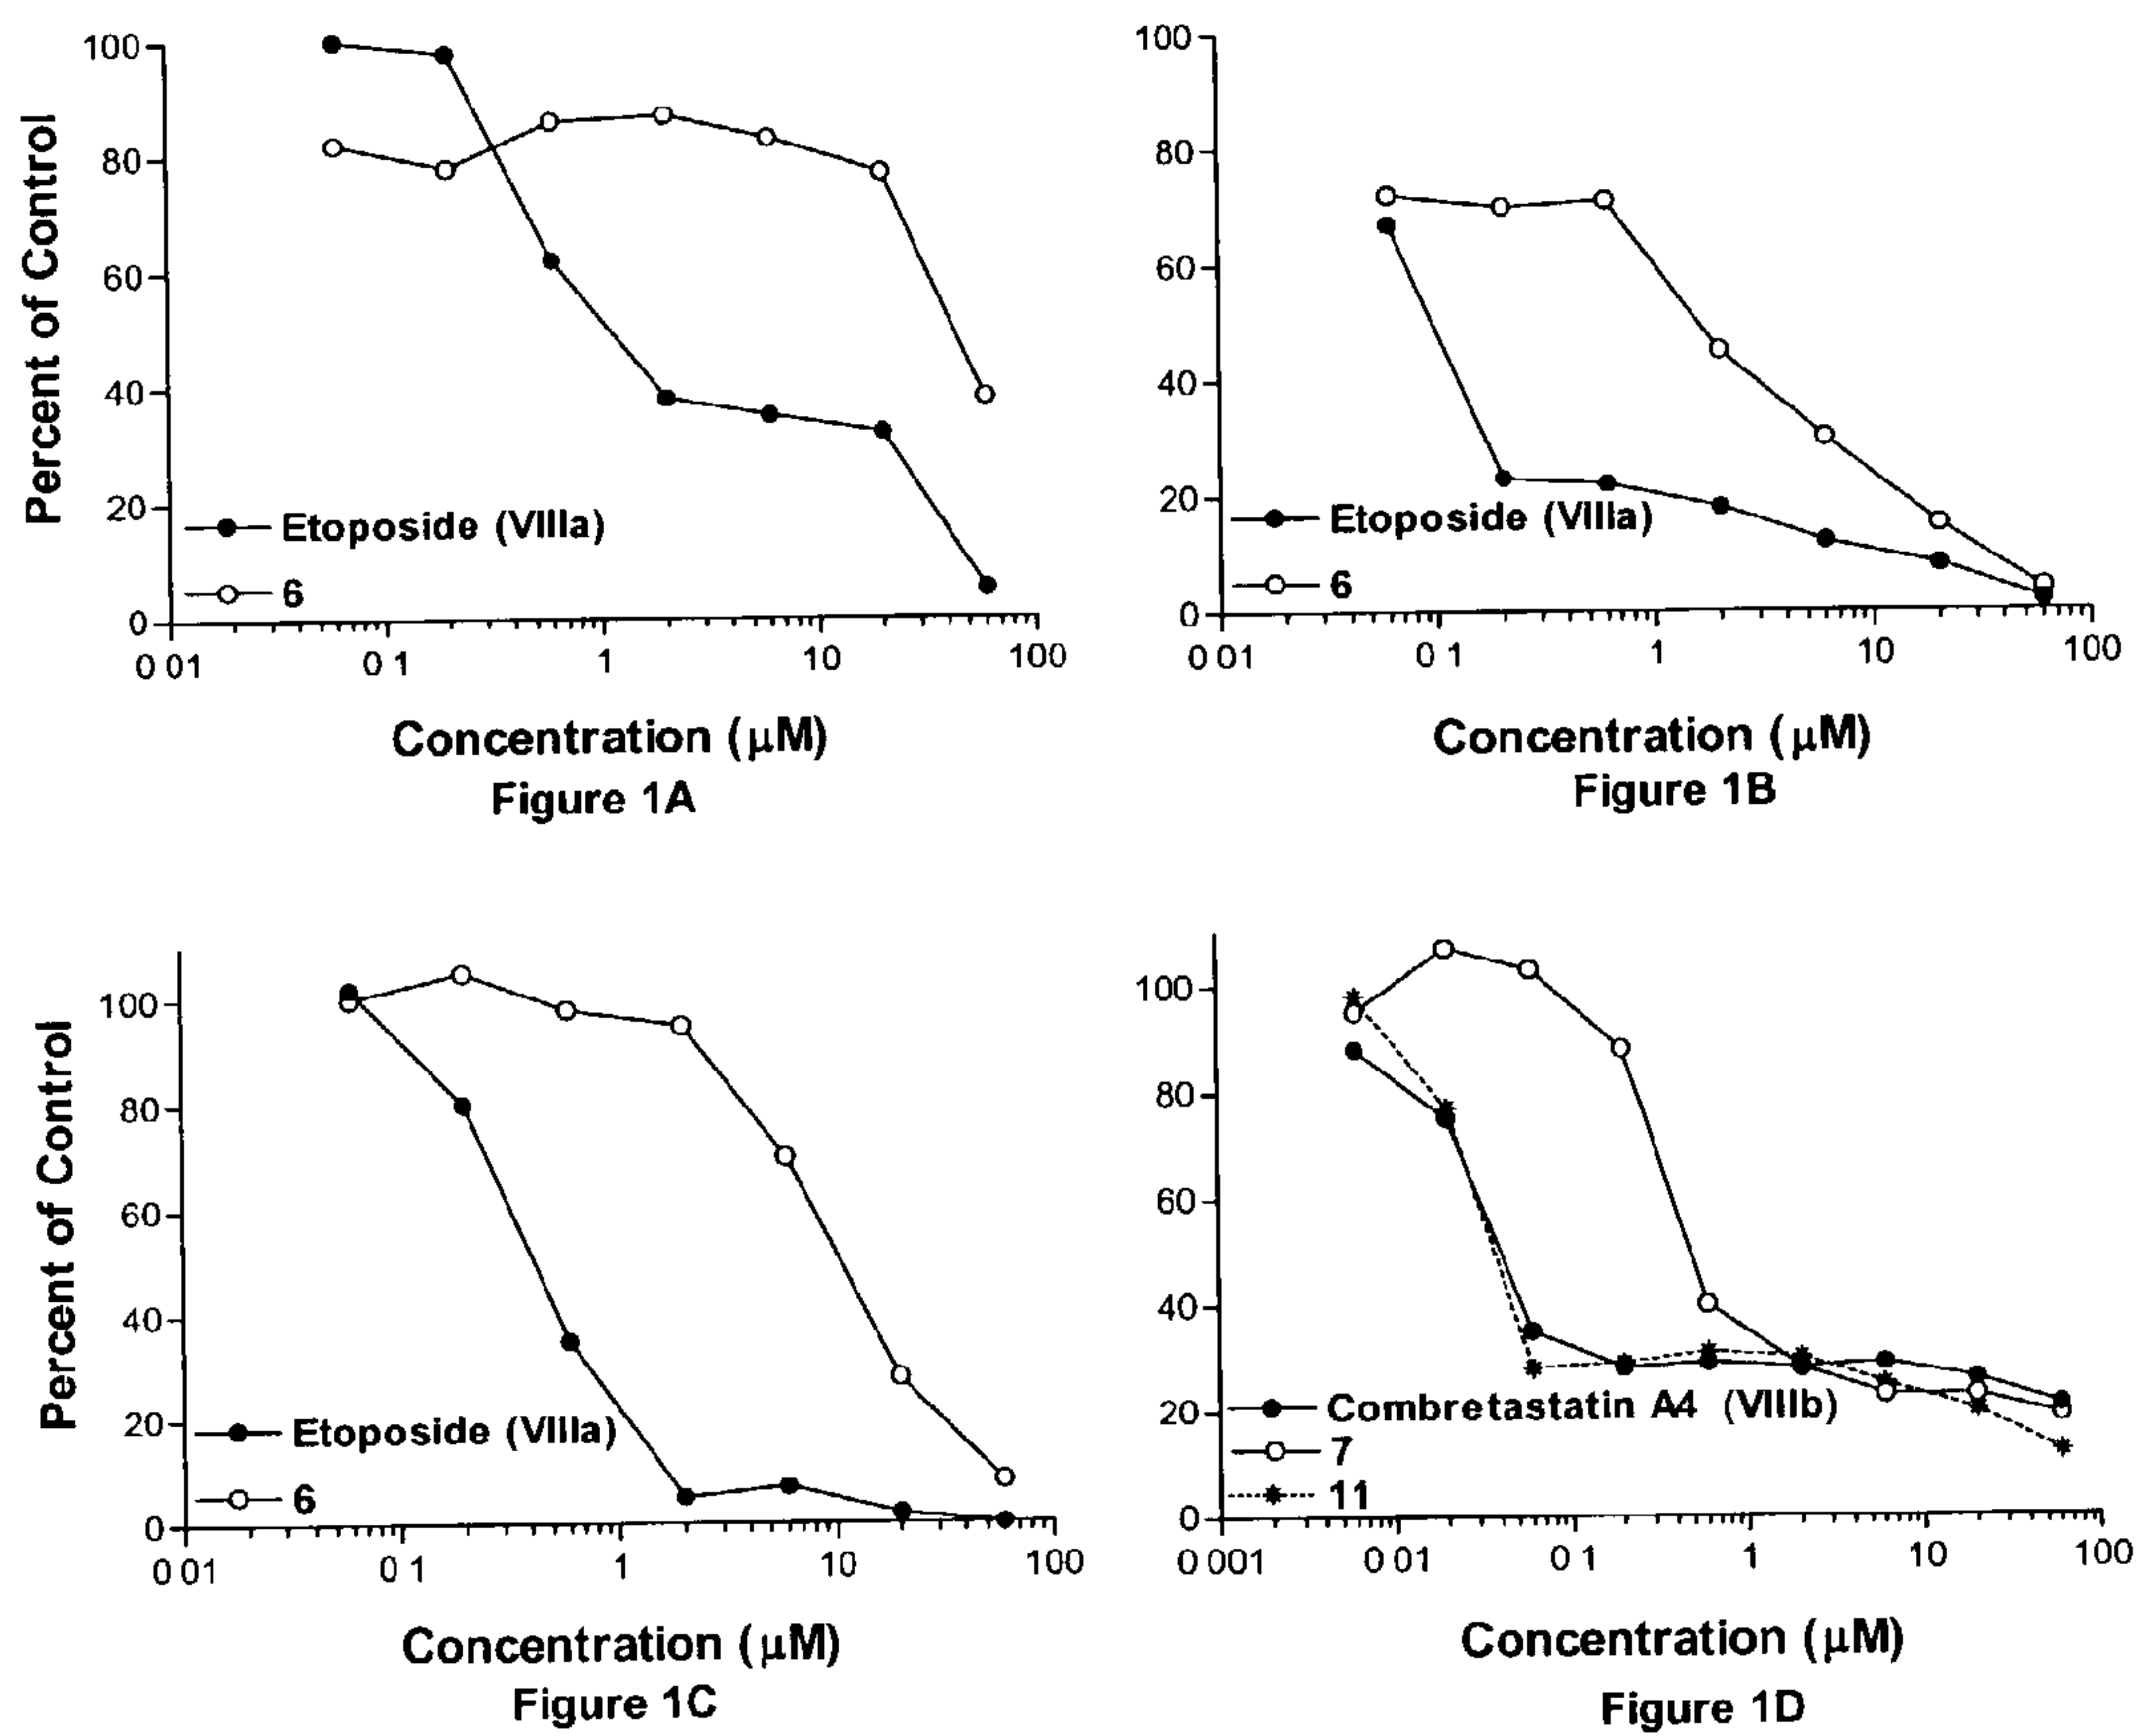 Percent of Control
100
80
60
40
20
0
Etoposide (VIIIa)
6
0 01 0 1 1 10 100
Concentration (μM)
Figure 1A
100
80
60
40
20
0
Etoposide (VIIIa)
6
0 01 0 1 1 10 100
Concentration (μM)
Figure 1B
Percent of Control
100
80
60
40
20
0
Etoposide (VIIIa)
6
0 01 0 1 1 10 100
Concentration (μM)
Figure 1C
100
80
60
40
20
0
Combretastatin A4 (VIIIb)
7
11
0 001 0 01 0 1 1 10 100
Concentration (μM)
Figure 1D